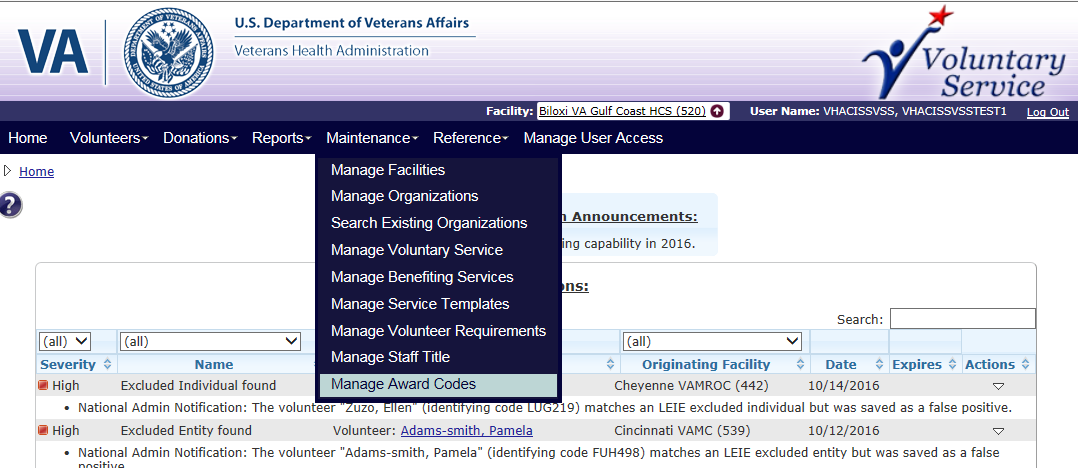 VA
U.S. Department of Veterans Affairs
Veterans Health Administration
Voluntary
Service
Facility: Biloxi VA Gulf Coast HCS (520) User Name: VHACISSVSS, VHACISSVSSTEST1 Log Out
Home Volunteers Donations Reports Maintenance Reference Manage User Access
Home
Manage Facilities
Manage Organizations
Search Existing Organizations
Manage Voluntary Service
Manage Benefiting Services
Manage Service Templates
Manage Volunteer Requirements
Manage Staff Title
Manage Award Codes
?
n Announcements:
ing capability in 2016.
ons:
Search:
(all) (all) (all)
Severity Name Originating Facility Date Expires Actions
High Excluded Individual found Cheyenne VAMROC (442) 10/14/2016
• National Admin Notification: The volunteer "Zuzo, Ellen" (identifying code LUG219) matches an LEIE excluded individual but was saved as a false positive.
High Excluded Entity found Volunteer: Adams-smith, Pamela Cincinnati VAMC (539) 10/12/2016
• National Admin Notification: The volunteer "Adams-smith, Pamela" (identifying code FUH498) matches an LEIE excluded entity but was saved as a false
positive.